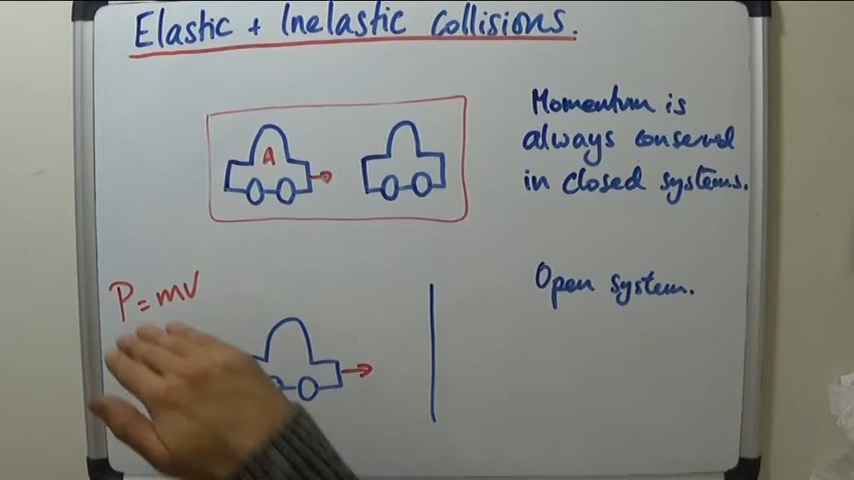 Elastic + Inelastic Collisions.
A
Momentum is
always conserved
in closed systems.
P = mv
Open system.